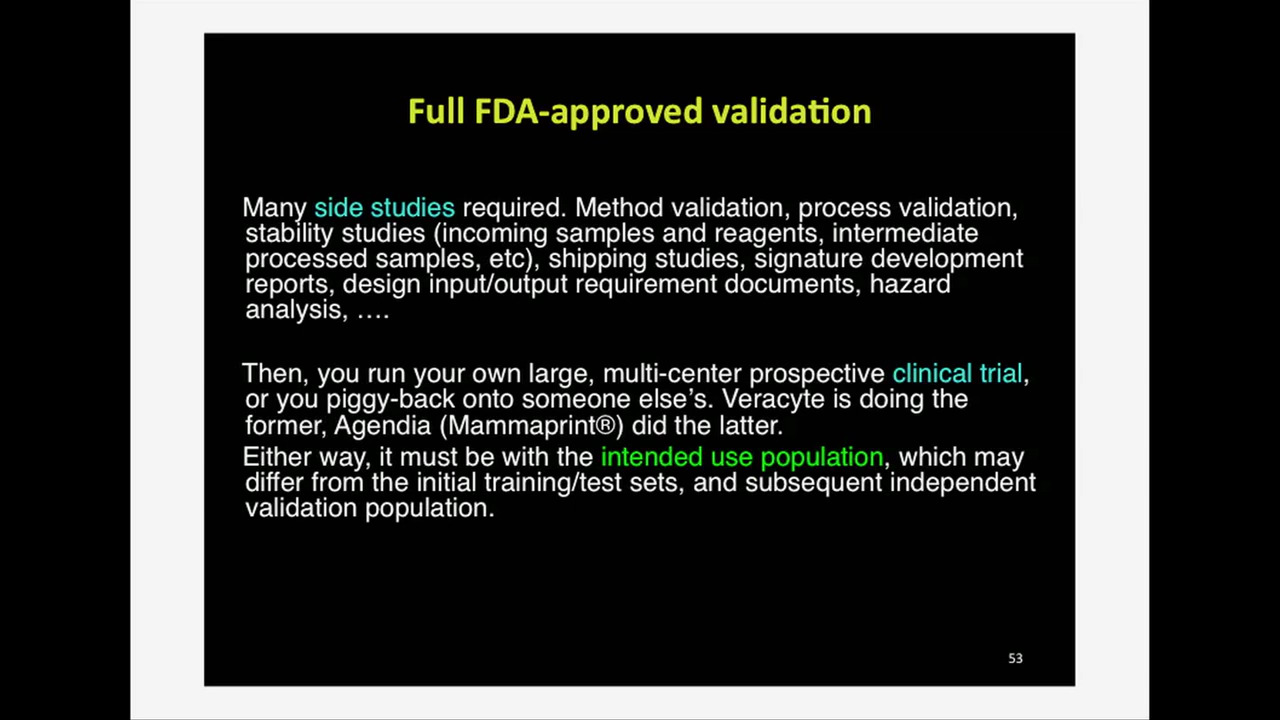 Full FDA-approved validation
Many side studies required. Method validation, process validation,
stability studies (incoming samples and reagents, intermediate
processed samples, etc), shipping studies, signature development
reports, design input/output requirement documents, hazard
analysis, ….
Then, you run your own large, multi-center prospective clinical trial,
or you piggy-back onto someone else’s. Veracyte is doing the
former, Agendia (Mammaprint®) did the latter.
Either way, it must be with the intended use population, which may
differ from the initial training/test sets, and subsequent independent
validation population.
53